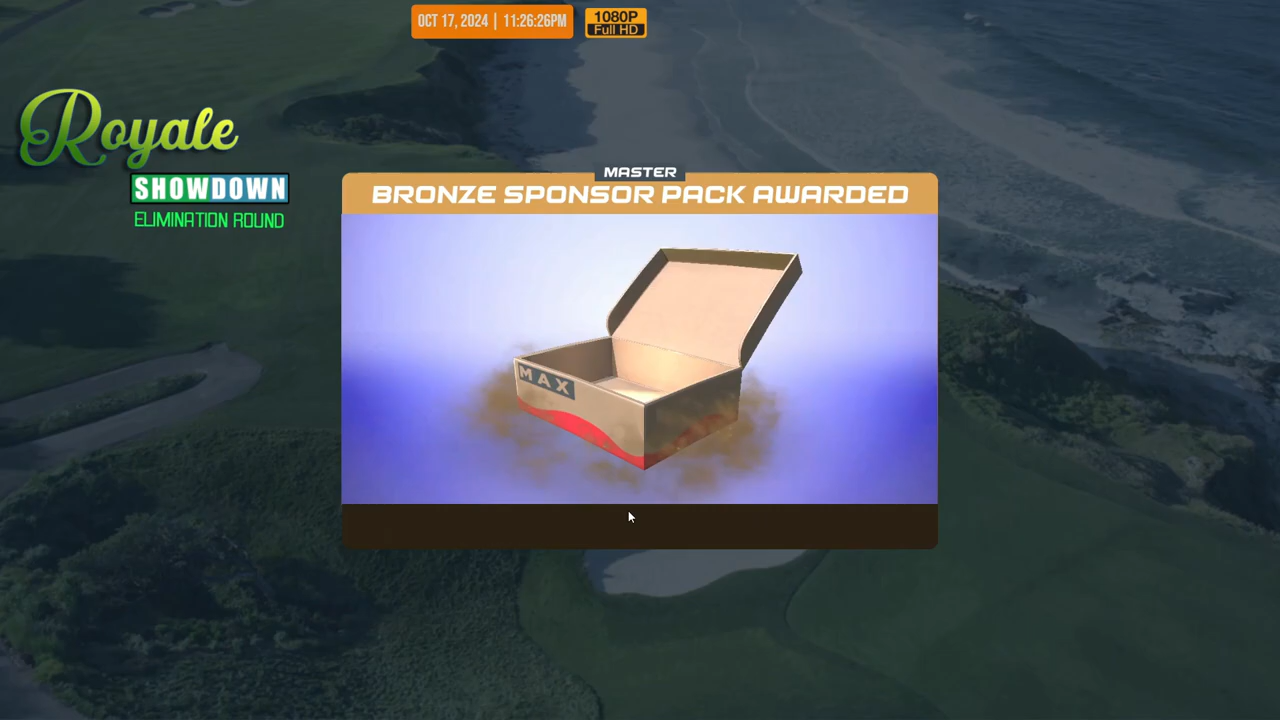 OCT 17, 2024 | 11:26:26PM
1080P
Full HD
Royale
SHOWDOWN
ELIMINATION ROUND
MASTER
BRONZE SPONSOR PACK AWARDED
MAX